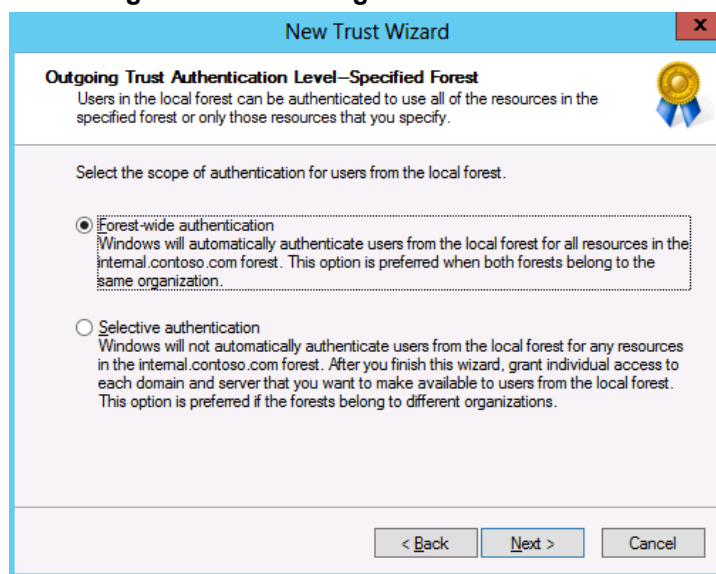 New Trust Wizard
x
Outgoing Trust Authentication Level–Specified Forest
Users in the local forest can be authenticated to use all of the resources in the
specified forest or only those resources that you specify.
Select the scope of authentication for users from the local forest.
Forest-wide authentication
Windows will automatically authenticate users from the local forest for all resources in the
internal.contoso.com forest. This option is preferred when both forests belong to the
same organization.
Selective authentication
Windows will not automatically authenticate users from the local forest for any resources
in the internal.contoso.com forest. After you finish this wizard, grant individual access to
each domain and server that you want to make available to users from the local forest.
This option is preferred if the forests belong to different organizations.
< Back Next > Cancel